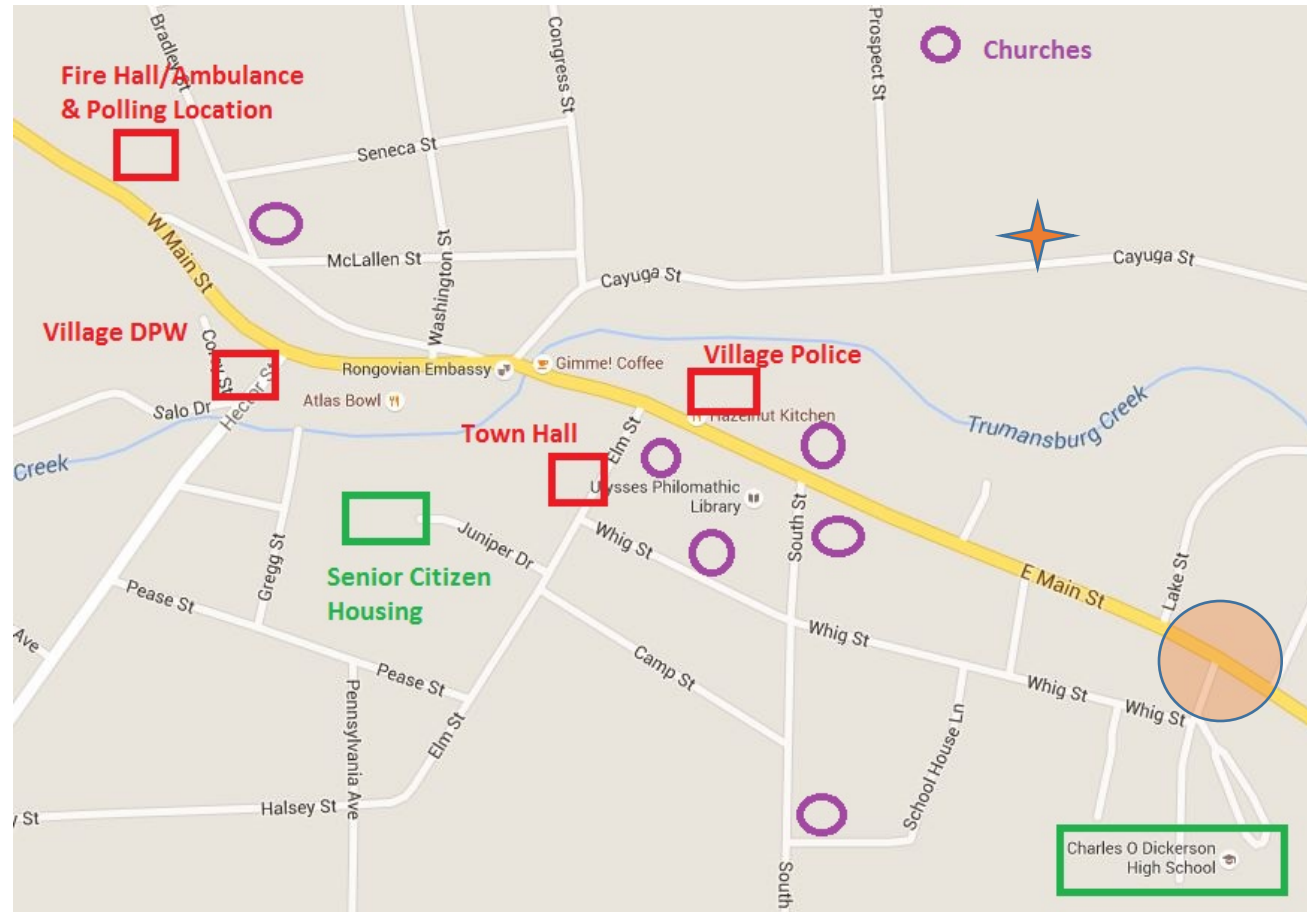 Bradley St
Fire Hall/Ambulance
& Polling Location
Congress St
Prospect St
Churches
Seneca St
W Main St
McLallen St
Washington St
Cayuga St
Cayuga St
Village DPW
Corey St
Rongovian Embassy
Gimme! Coffee
Village Police
Atlas Bowl
Salo Dr
Hector St
Hazelnut Kitchen
Trumansburg Creek
Town Hall
Elm St
Creek
Ulysses Philomathic
Library
South St
Whig St
Juniper Dr
Gregg St
Senior Citizen
Housing
Pease St
E Main St
Lake St
Ave
Whig St
Camp St
Pease St
Whig St
Whig St
Pennsylvania Ave
Elm St
School House Ln
Halsey St
y St
Charles O Dickerson
High School
South